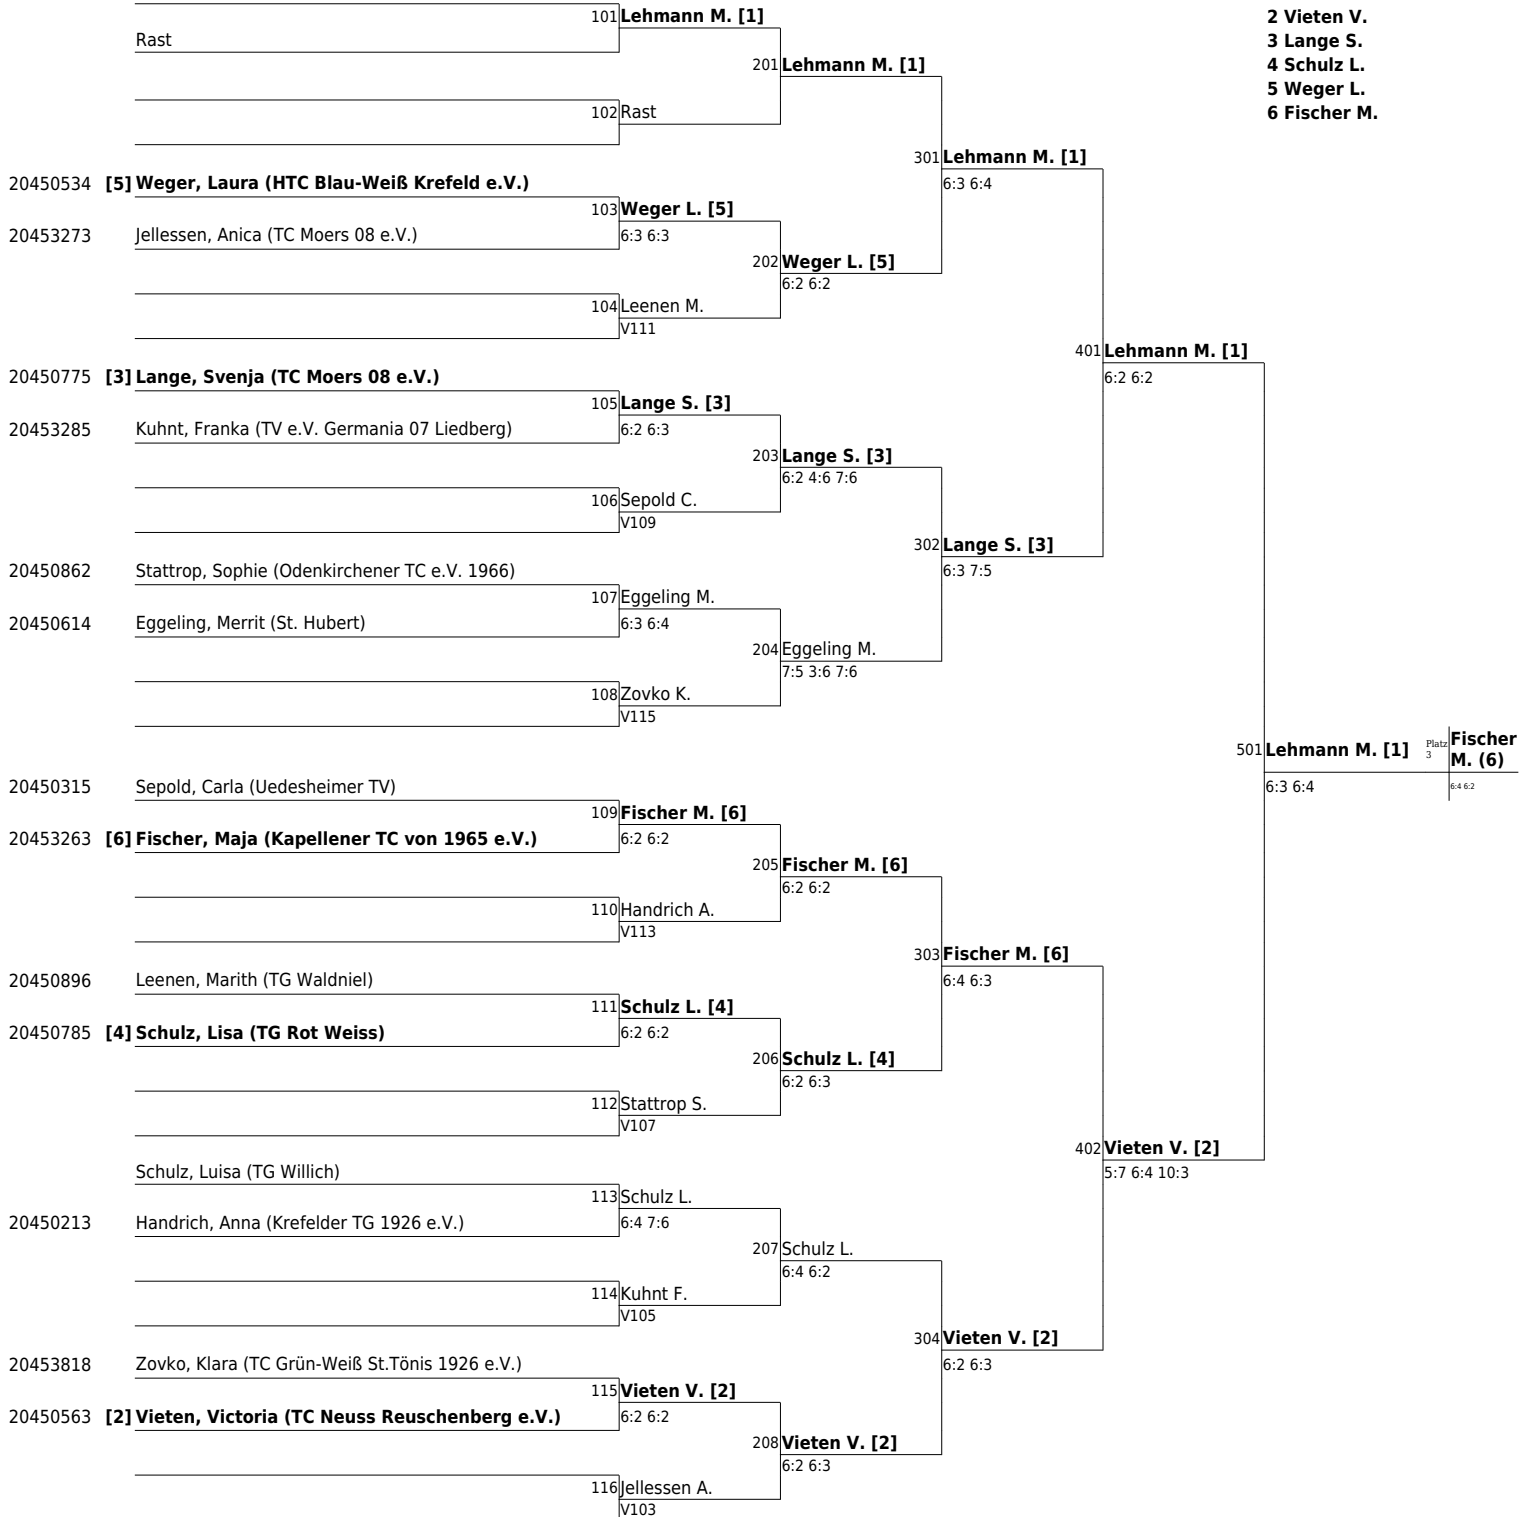 101 Lehmann M. [1]
2 Vieten V.
Rast
3 Lange S.
201 Lehmann M. [1]
4 Schulz L.
5 Weger L.
102 Rast
6 Fischer M.
301 Lehmann M. [1]
20450534 [5] Weger, Laura (HTC Blau-Weiß Krefeld e.V.)
6:3 6:4
103 Weger L. [5]
20453273 Jellessen, Anica (TC Moers 08 e.V.)
6:3 6:3
202 Weger L. [5]
6:2 6:2
104 Leenen M.
V111
401 Lehmann M. [1]
20450775 [3] Lange, Svenja (TC Moers 08 e.V.)
6:2 6:2
105 Lange S. [3]
20453285 Kuhnt, Franka (TV e.V. Germania 07 Liedberg)
6:2 6:3
203 Lange S. [3]
6:2 4:6 7:6
106 Sepold C.
V109
302 Lange S. [3]
20450862 Stattrop, Sophie (Odenkirchener TC e.V. 1966)
6:3 7:5
107 Eggeling M.
20450614 Eggeling, Merrit (St. Hubert)
6:3 6:4
204 Eggeling M.
7:5 3:6 7:6
108 Zovko K.
V115
501 Lehmann M. [1]
Platz
3
Fischer
M. (6)
20450315 Sepold, Carla (Uedesheimer TV)
6:3 6:4
6:4 6:2
109 Fischer M. [6]
20453263 [6] Fischer, Maja (Kapellener TC von 1965 e.V.)
6:2 6:2
205 Fischer M. [6]
6:2 6:2
110 Handrich A.
V113
303 Fischer M. [6]
20450896 Leenen, Marith (TG Waldniel)
6:4 6:3
111 Schulz L. [4]
20450785 [4] Schulz, Lisa (TG Rot Weiss)
6:2 6:2
206 Schulz L. [4]
6:2 6:3
112 Stattrop S.
V107
402 Vieten V. [2]
Schulz, Luisa (TG Willich)
5:7 6:4 10:3
113 Schulz L.
20450213 Handrich, Anna (Krefelder TG 1926 e.V.)
6:4 7:6
207 Schulz L.
6:4 6:2
114 Kuhnt F.
V105
304 Vieten V. [2]
20453818 Zovko, Klara (TC Grün-Weiß St.Tönis 1926 e.V.)
6:2 6:3
115 Vieten V. [2]
20450563 [2] Vieten, Victoria (TC Neuss Reuschenberg e.V.)
6:2 6:2
208 Vieten V. [2]
6:2 6:3
116 Jellessen A.
V103